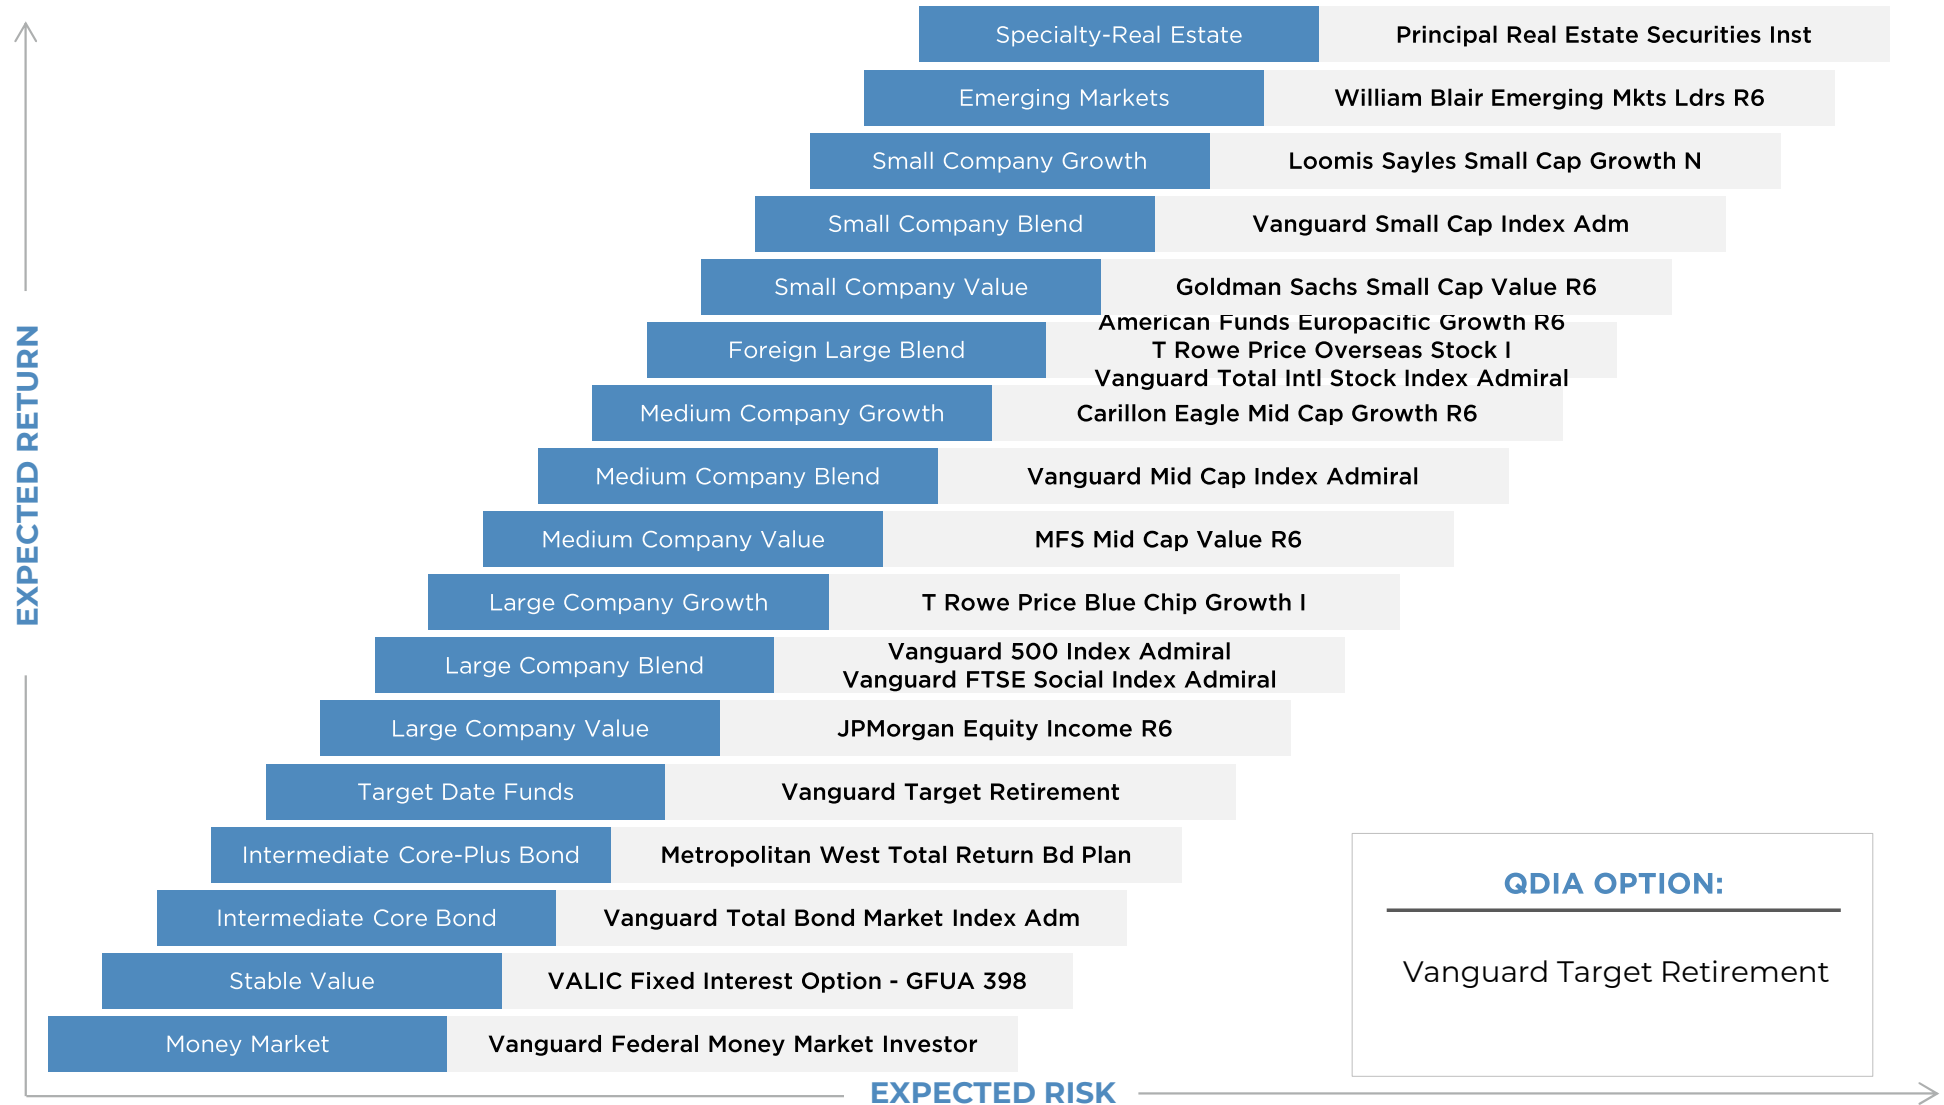 Specialty-Real Estate
Principal Real Estate Securities Inst
Emerging Markets
William Blair Emerging Mkts Ldrs R6
Small Company Growth
Loomis Sayles Small Cap Growth N
Small Company Blend
Vanguard Small Cap Index Adm
Small Company Value
Goldman Sachs Small Cap Value R6
Foreign Large Blend
American Funds Europacific Growth R6
T Rowe Price Overseas Stock I
Vanguard Total Intl Stock Index Admiral
Medium Company Growth
Carillon Eagle Mid Cap Growth R6
Medium Company Blend
Vanguard Mid Cap Index Admiral
Medium Company Value
MFS Mid Cap Value R6
Large Company Growth
T Rowe Price Blue Chip Growth I
Large Company Blend
Vanguard 500 Index Admiral
Vanguard FTSE Social Index Admiral
Large Company Value
JPMorgan Equity Income R6
Target Date Funds
Vanguard Target Retirement
Intermediate Core-Plus Bond
Metropolitan West Total Return Bd Plan
Intermediate Core Bond
Vanguard Total Bond Market Index Adm
Stable Value
VALIC Fixed Interest Option - GFUA 398
Money Market
Vanguard Federal Money Market Investor
EXPECTED RETURN
EXPECTED RISK
QDIA OPTION:
Vanguard Target Retirement